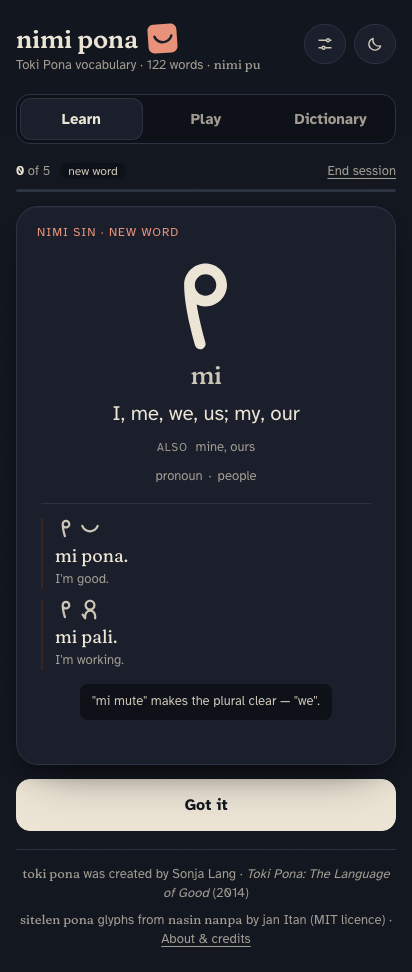 nimi pona
Toki Pona vocabulary · 122 words · nimi pu
Learn
Play
Dictionary
0 of 5
new word
End session
NIMI SIN · NEW WORD
mi
I, me, we, us; my, our
ALSO mine, ours
pronoun · people
mi pona.
I'm good.
mi pali.
I'm working.
"mi mute" makes the plural clear — "we".
Got it
toki pona was created by Sonja Lang · Toki Pona: The Language
of Good (2014)
sitelen pona glyphs from nasin nanpa by jan Itan (MIT licence) ·
About & credits